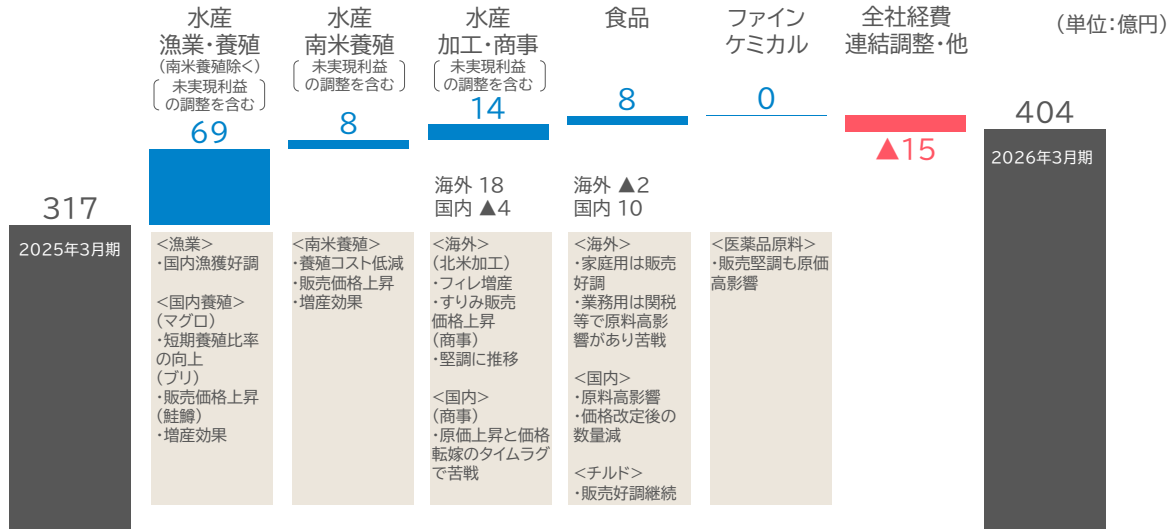 (単位:億円)
水産
漁業・養殖
(南米養殖除く)
未実現利益
の調整を含む
69
水産
南米養殖
未実現利益
の調整を含む
8
水産
加工・商事
未実現利益
の調整を含む
14
海外 18
国内 ▲4
食品
8
海外 ▲2
国内 10
ファイン
ケミカル
0
全社経費
連結調整・他
▲15
404
2026年3月期
317
2025年3月期
<漁業>
・国内漁獲好調
<国内養殖>
(マグロ)
・短期養殖比率
の向上
(ブリ)
・販売価格上昇
(鮭鱒)
・増産効果
<南米養殖>
・養殖コスト低減
・販売価格上昇
・増産効果
<海外>
(北米加工)
・フィレ増産
・すりみ販売
価格上昇
(商事)
・堅調に推移
<国内>
(商事)
・原価上昇と価格
転嫁のタイムラグ
で苦戦
<海外>
・家庭用は販売
好調
・業務用は関税
等で原料高影
響があり苦戦
<国内>
・原料高影響
・価格改定後の
数量減
<チルド>
・販売好調継続
<医薬品原料>
・販売堅調も原価
高影響